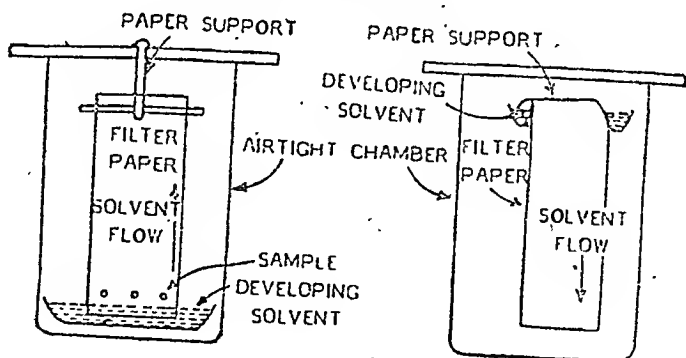 PAPER SUPPORT
FILTER
PAPER
SOLVENT
FLOW
SAMPLE
DEVELOPING
SOLVENT
AIRTIGHT CHAMBER
PAPER SUPPORT
DEVELOPING
SOLVENT
FILTER
PAPER
SOLVENT
FLOW